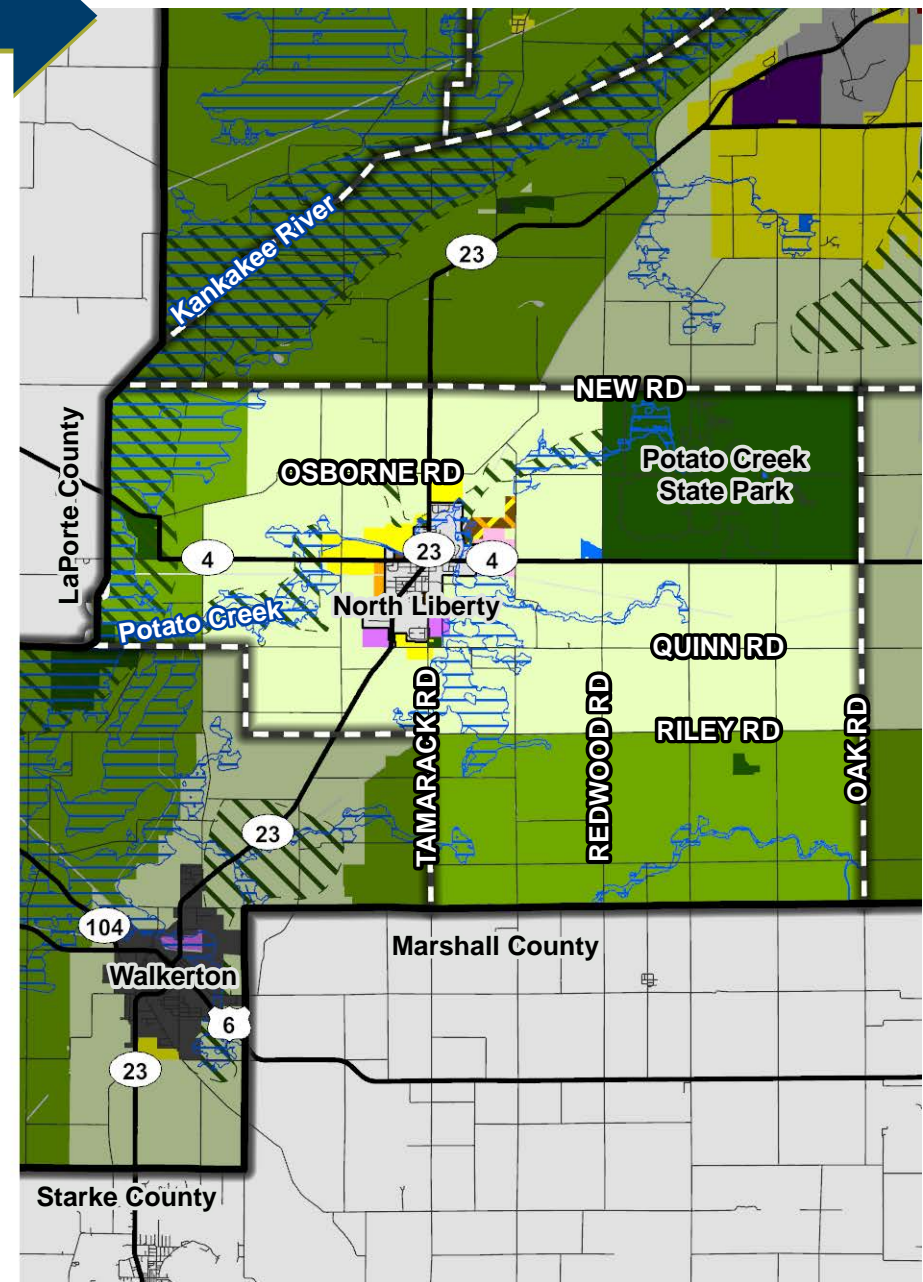 Kankakee River
23
NEW RD
LaPorte County
OSBORNE RD
Potato Creek
State Park
4
23
4
North Liberty
Potato Creek
QUINN RD
TAMARACK RD
REDWOOD RD
RILEY RD
OAK RD
23
104
Marshall County
Walkerton
6
23
Starke County